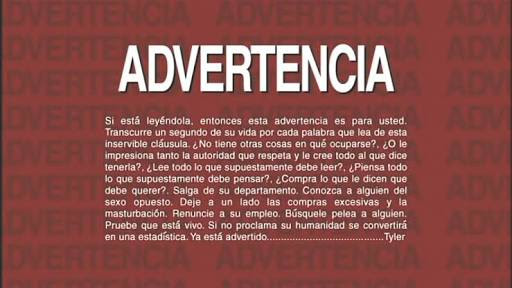 ADVERTENCIA
Si está leyéndola, entonces esta advertencia es para usted.
Transcurre un segundo de su vida por cada palabra que lea de esta
inservible cláusula. ¿No tiene otras cosas en qué ocuparse?, ¿O le
impresiona tanto la autoridad que respeta y le cree todo al que dice
tenerla?, ¿Lee todo lo que supuestamente debe leer?, ¿Piensa todo
lo que supuestamente debe pensar?, ¿Compra lo que le dicen que
debe querer?. Salga de su departamento. Conozca a alguien del
sexo opuesto. Deje a un lado las compras excesivas y la
masturbación. Renuncie a su empleo. Búsquele pelea a alguien.
Pruebe que está vivo. Si no proclama su humanidad se convertirá
en una estadística. Ya está advertido........................................Tyler